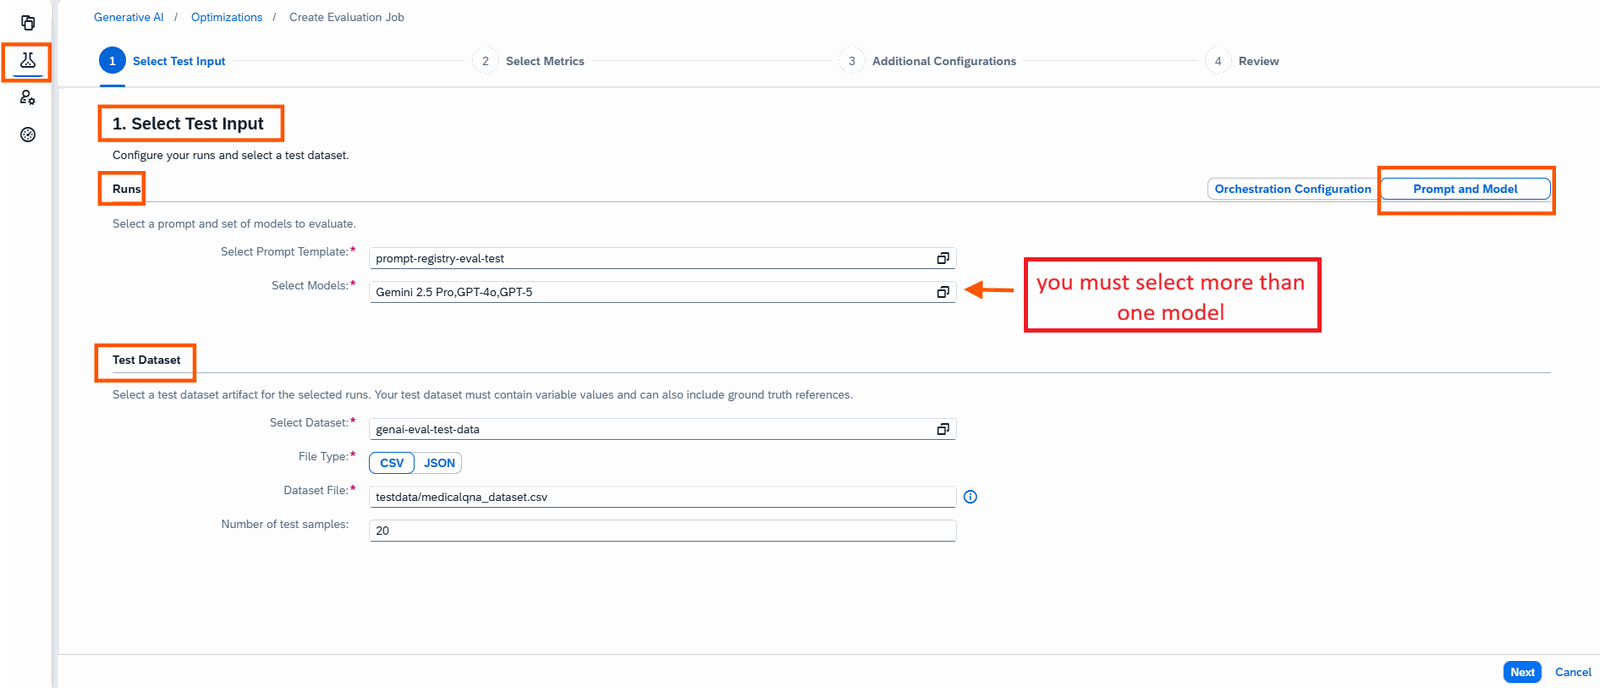 Generative AI / Optimizations / Create Evaluation Job
1 Select Test Input 2 Select Metrics 3 Additional Configurations 4 Review
1. Select Test Input
Configure your runs and select a test dataset.
Runs Orchestration Configuration Prompt and Model
Select a prompt and set of models to evaluate.
Select Prompt Template:* prompt-registry-eval-test
Select Models:* Gemini 2.5 Pro,GPT-4o,GPT-5
you must select more than
one model
Test Dataset
Select a test dataset artifact for the selected runs. Your test dataset must contain variable values and can also include ground truth references.
Select Dataset:* genai-eval-test-data
File Type:* CSV JSON
Dataset File:* testdata/medicalqna_dataset.csv
Number of test samples: 20
Next Cancel